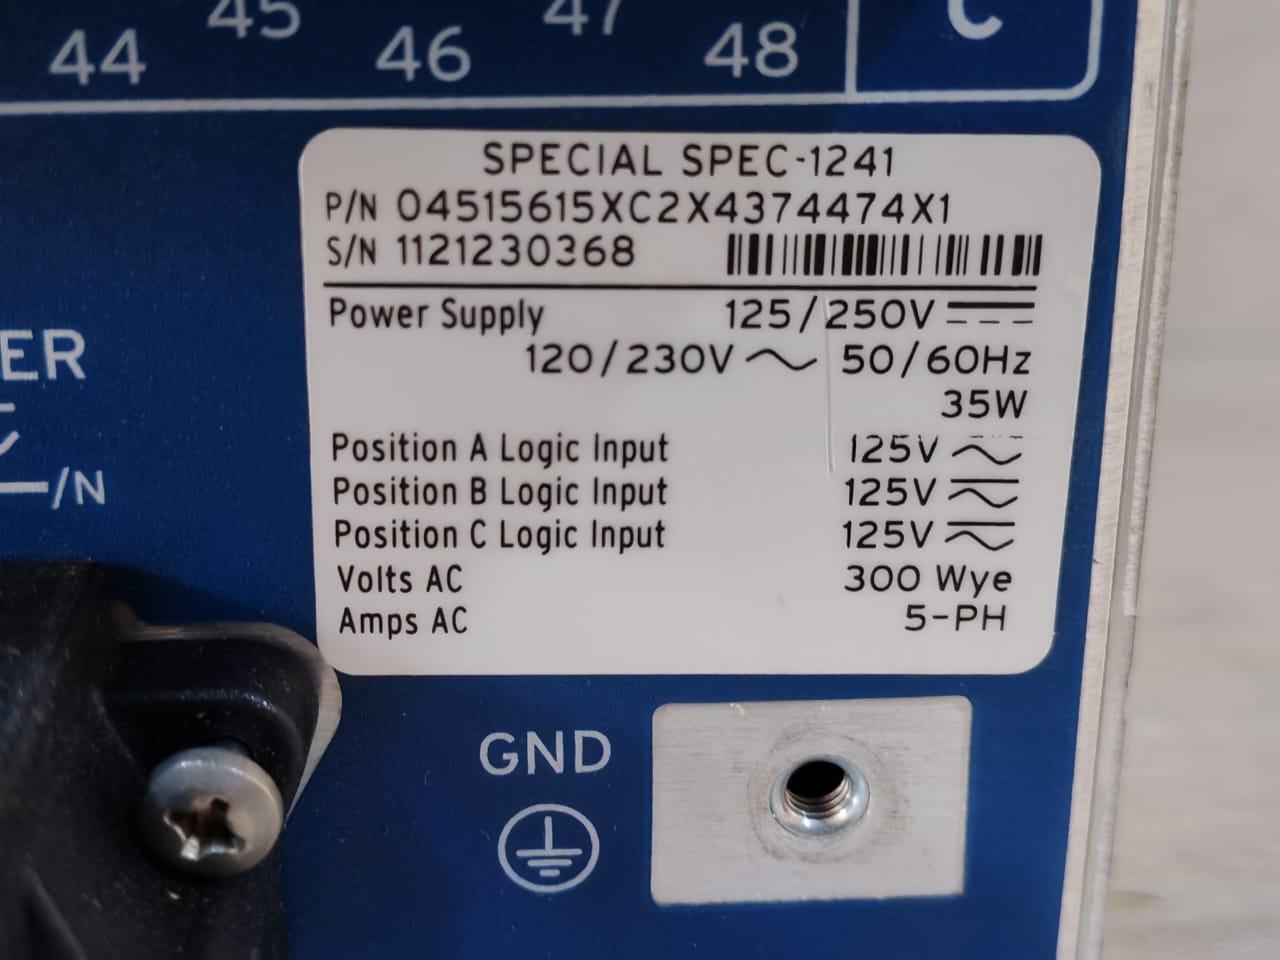 45 47 C
44 46 48
SPECIAL SPEC-1241
P/N 04515615XC2X4374474X1
S/N 1121230368
Power Supply 125/250V ⎓
120/230V ~ 50/60Hz
35W
Position A Logic Input 125V ⏦
Position B Logic Input 125V ⏦
Position C Logic Input 125V ⏦
Volts AC 300 Wye
Amps AC 5-PH
ER
/N
GND